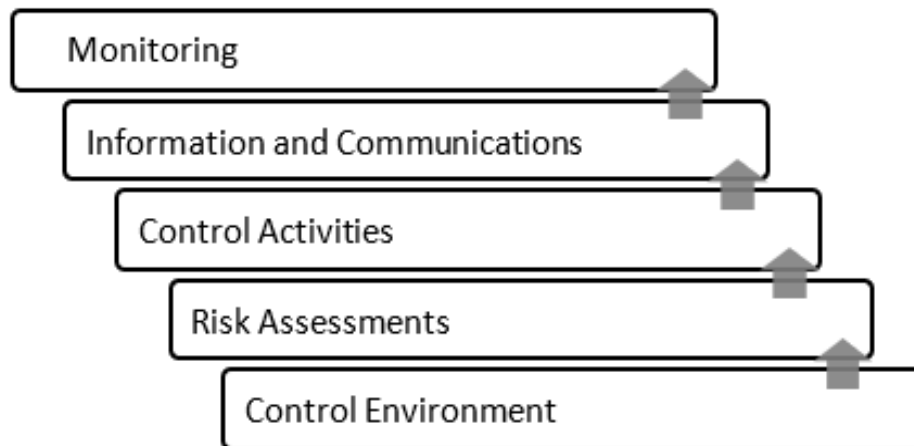 Monitoring
Information and Communications
Control Activities
Risk Assessments
Control Environment